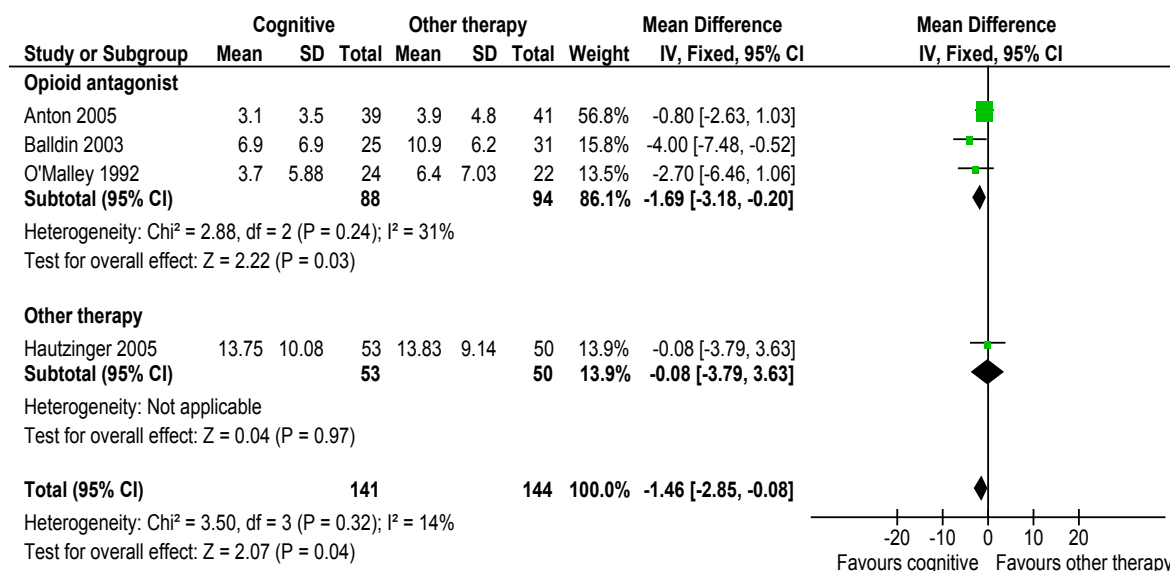 Cognitive Other therapy Mean Difference Mean Difference
Study or Subgroup Mean SD Total Mean SD Total Weight IV, Fixed, 95% CI IV, Fixed, 95% CI
Opioid antagonist
Anton 2005 3.1 3.5 39 3.9 4.8 41 56.8% -0.80 [-2.63, 1.03]
Balldin 2003 6.9 6.9 25 10.9 6.2 31 15.8% -4.00 [-7.48, -0.52]
O'Malley 1992 3.7 5.88 24 6.4 7.03 22 13.5% -2.70 [-6.46, 1.06]
Subtotal (95% CI) 88 94 86.1% -1.69 [-3.18, -0.20]
Heterogeneity: Chi² = 2.88, df = 2 (P = 0.24); I² = 31%
Test for overall effect: Z = 2.22 (P = 0.03)
Other therapy
Hautzinger 2005 13.75 10.08 53 13.83 9.14 50 13.9% -0.08 [-3.79, 3.63]
Subtotal (95% CI) 53 50 13.9% -0.08 [-3.79, 3.63]
Heterogeneity: Not applicable
Test for overall effect: Z = 0.04 (P = 0.97)
Total (95% CI) 141 144 100.0% -1.46 [-2.85, -0.08]
Heterogeneity: Chi² = 3.50, df = 3 (P = 0.32); I² = 14%
Test for overall effect: Z = 2.07 (P = 0.04)
-20 -10 0 10 20
Favours cognitive Favours other therapy